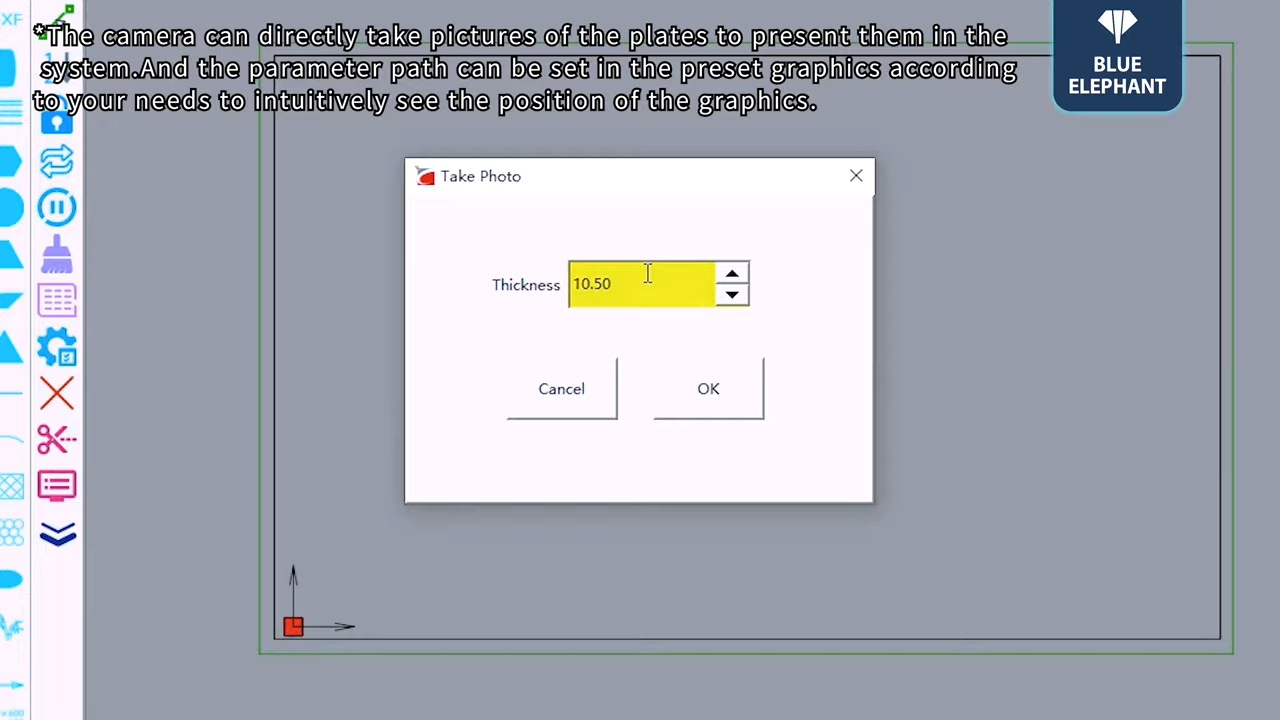 *The camera can directly take pictures of the plates to present them in the
system.And the parameter path can be set in the preset graphics according
to your needs to intuitively see the position of the graphics.
BLUE
ELEPHANT
XF
Take Photo
Thickness
10.50
Cancel
OK